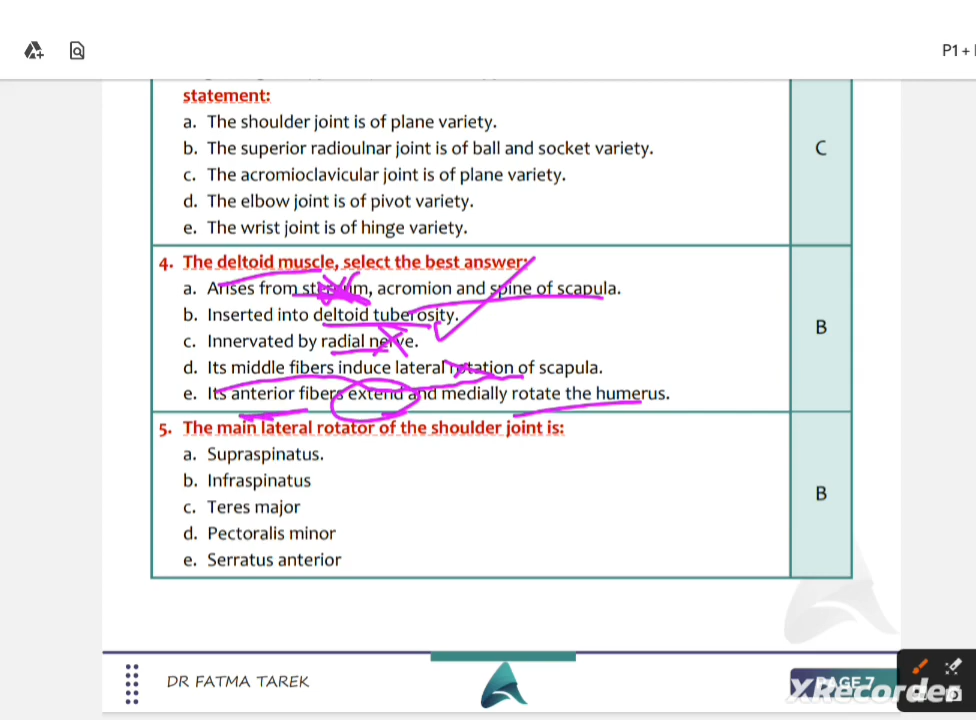 P1 +
statement:
a. The shoulder joint is of plane variety.
b. The superior radioulnar joint is of ball and socket variety.
c. The acromioclavicular joint is of plane variety.
d. The elbow joint is of pivot variety.
e. The wrist joint is of hinge variety.
C
4. The deltoid muscle, select the best answer:
a. Arises from sternum, acromion and spine of scapula.
b. Inserted into deltoid tuberosity.
c. Innervated by radial nerve.
d. Its middle fibers induce lateral rotation of scapula.
e. Its anterior fibers extend and medially rotate the humerus.
B
5. The main lateral rotator of the shoulder joint is:
a. Supraspinatus.
b. Infraspinatus
c. Teres major
d. Pectoralis minor
e. Serratus anterior
B
DR FATMA TAREK
PAGE 7
XRecorder